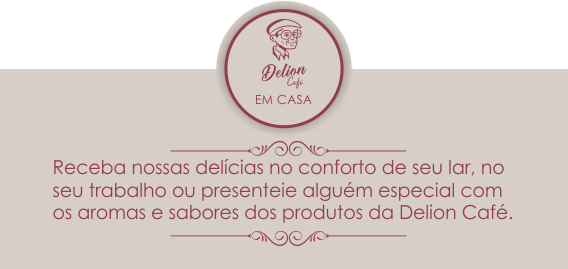 Delion
Café
EM CASA
Receba nossas delícias no conforto de seu lar, no
seu trabalho ou presenteie alguém especial com
os aromas e sabores dos produtos da Delion Café.